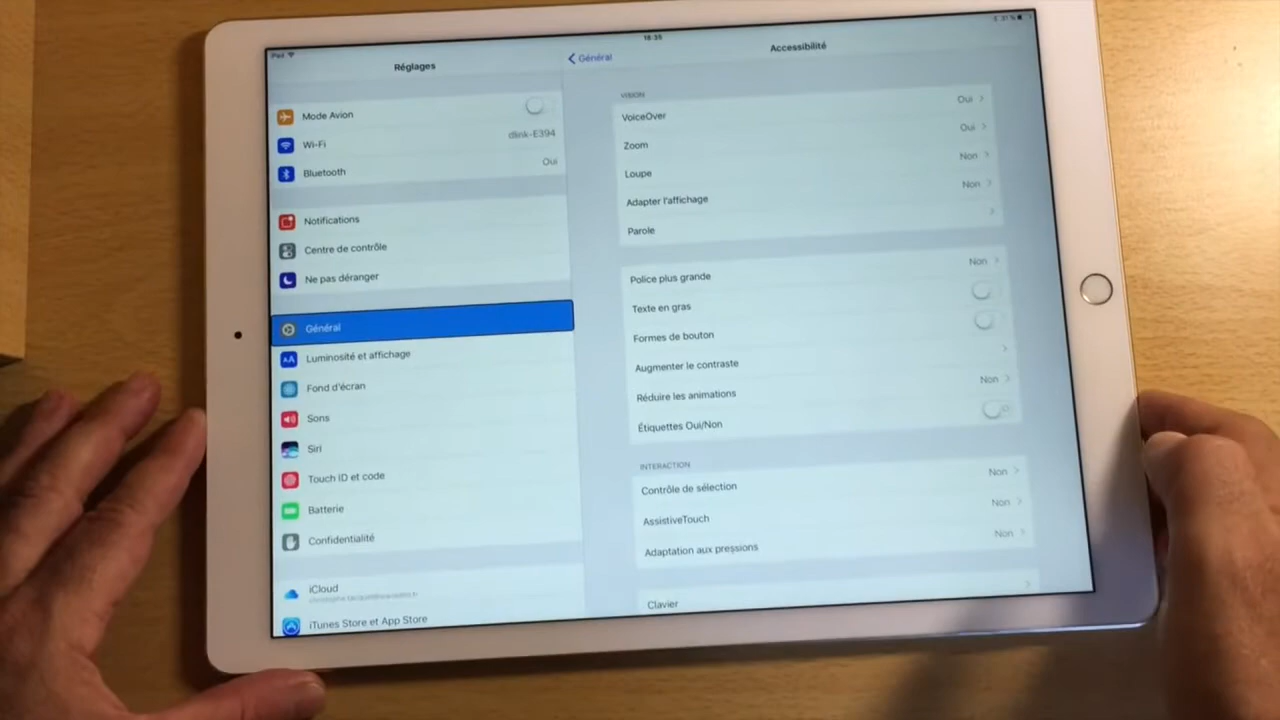 iPad
18:35
31 %
Réglages
Général
Accessibilité
Mode Avion
Wi-Fi
dlink-E394
Bluetooth
Oui
Notifications
Centre de contrôle
Ne pas déranger
Général
Luminosité et affichage
Fond d'écran
Sons
Siri
Touch ID et code
Batterie
Confidentialité
iCloud
iTunes Store et App Store
VISION
VoiceOver
Oui
Zoom
Oui
Loupe
Non
Adapter l'affichage
Non
Parole
Police plus grande
Non
Texte en gras
Formes de bouton
Augmenter le contraste
Réduire les animations
Non
Étiquettes Oui/Non
INTERACTION
Contrôle de sélection
Non
AssistiveTouch
Non
Adaptation aux pressions
Non
Clavier